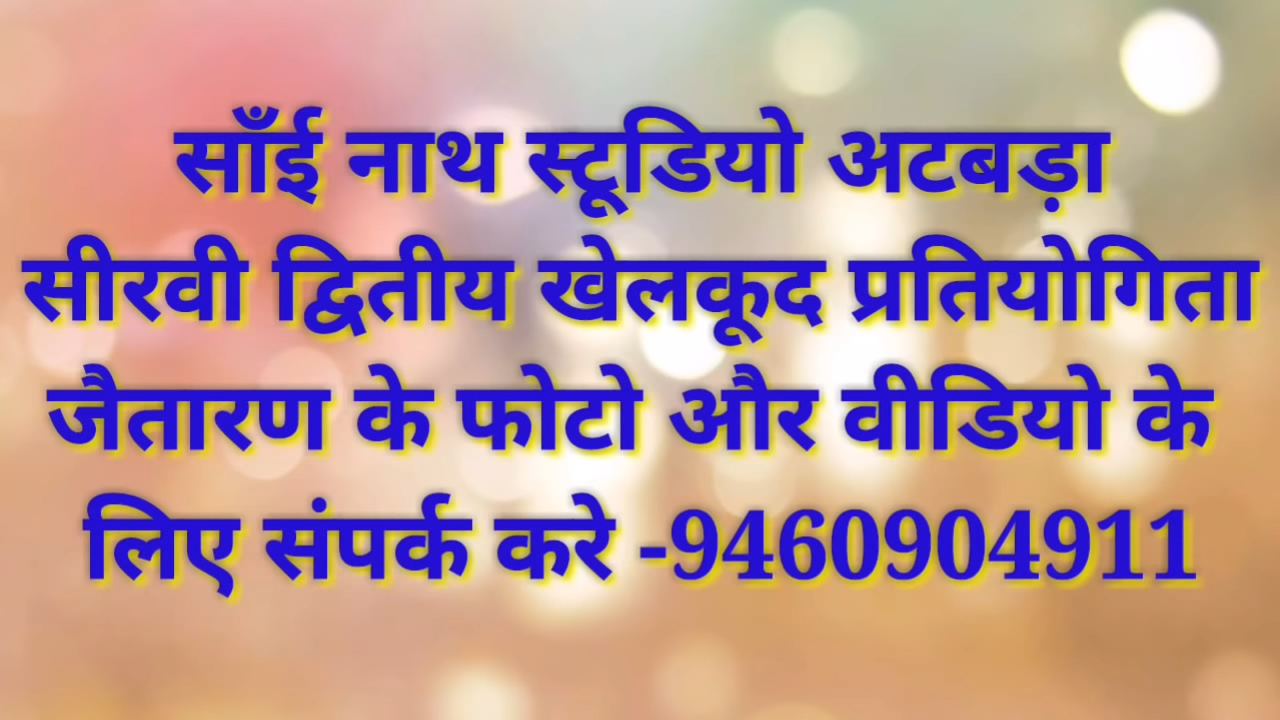 साँई नाथ स्टूडियो अटबड़ा
सीरवी द्वितीय खेलकूद प्रतियोगिता
जैतारण के फोटो और वीडियो के
लिए संपर्क करे -9460904911